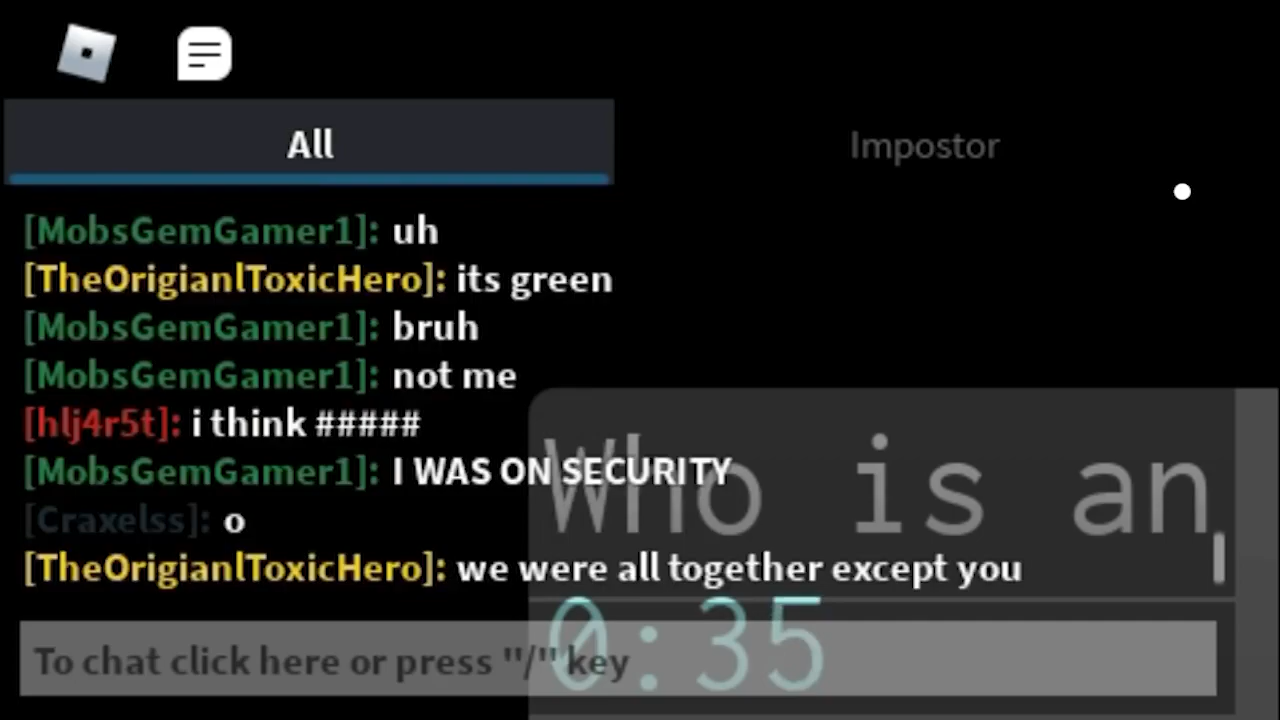 All
Impostor
[MobsGemGamer1]: uh
[TheOrigianlToxicHero]: its green
[MobsGemGamer1]: bruh
[MobsGemGamer1]: not me
[hlj4r5t]: i think #####
Who is an
[MobsGemGamer1]: I WAS ON SECURITY
[Craxelss]: o
[TheOrigianlToxicHero]: we were all together except you
0:35
To chat click here or press "/" key